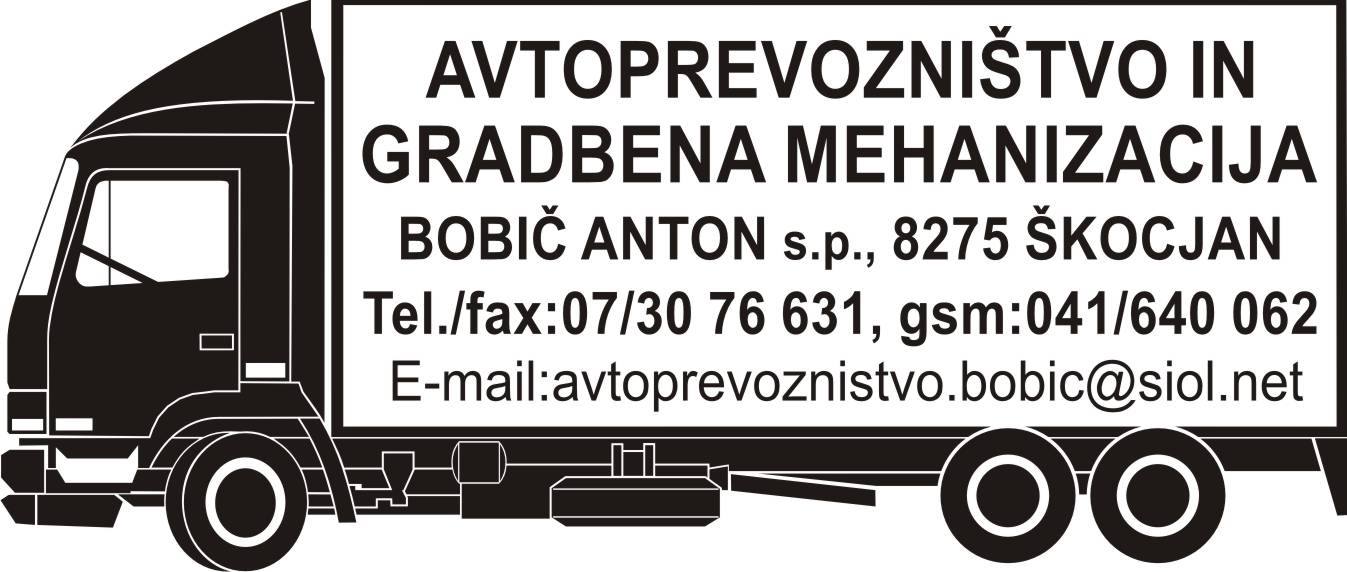 AVTOPREVOZNIŠTVO IN
GRADBENA MEHANIZACIJA
BOBIČ ANTON s.p., 8275 ŠKOCJAN
Tel./fax:07/30 76 631, gsm:041/640 062
E-mail:avtoprevoznistvo.bobic@siol.net